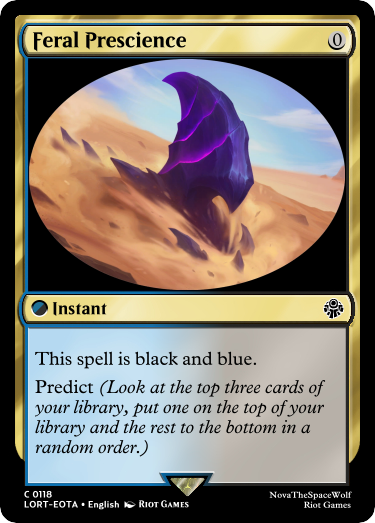 Feral Prescience 0
Instant
This spell is black and blue.
Predict (Look at the top three cards of
your library, put one on the top of your
library and the rest to the bottom in a
random order.)
C 0118
LORT-EOTA • English Riot Games
NovaTheSpaceWolf
Riot Games